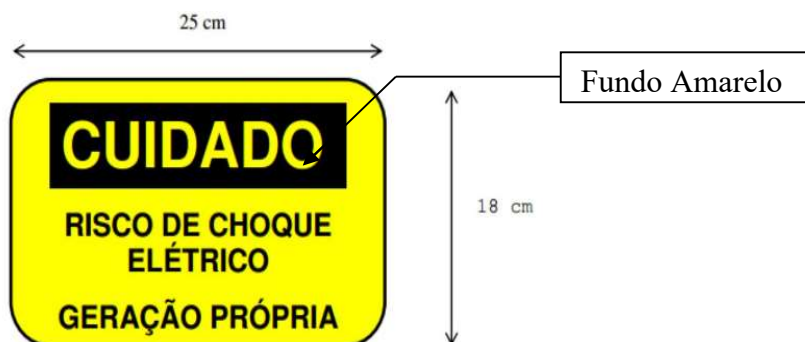 25 cm
Fundo Amarelo
CUIDADO
18 cm
RISCO DE CHOQUE
ELÉTRICO
GERAÇÃO PRÓPRIA